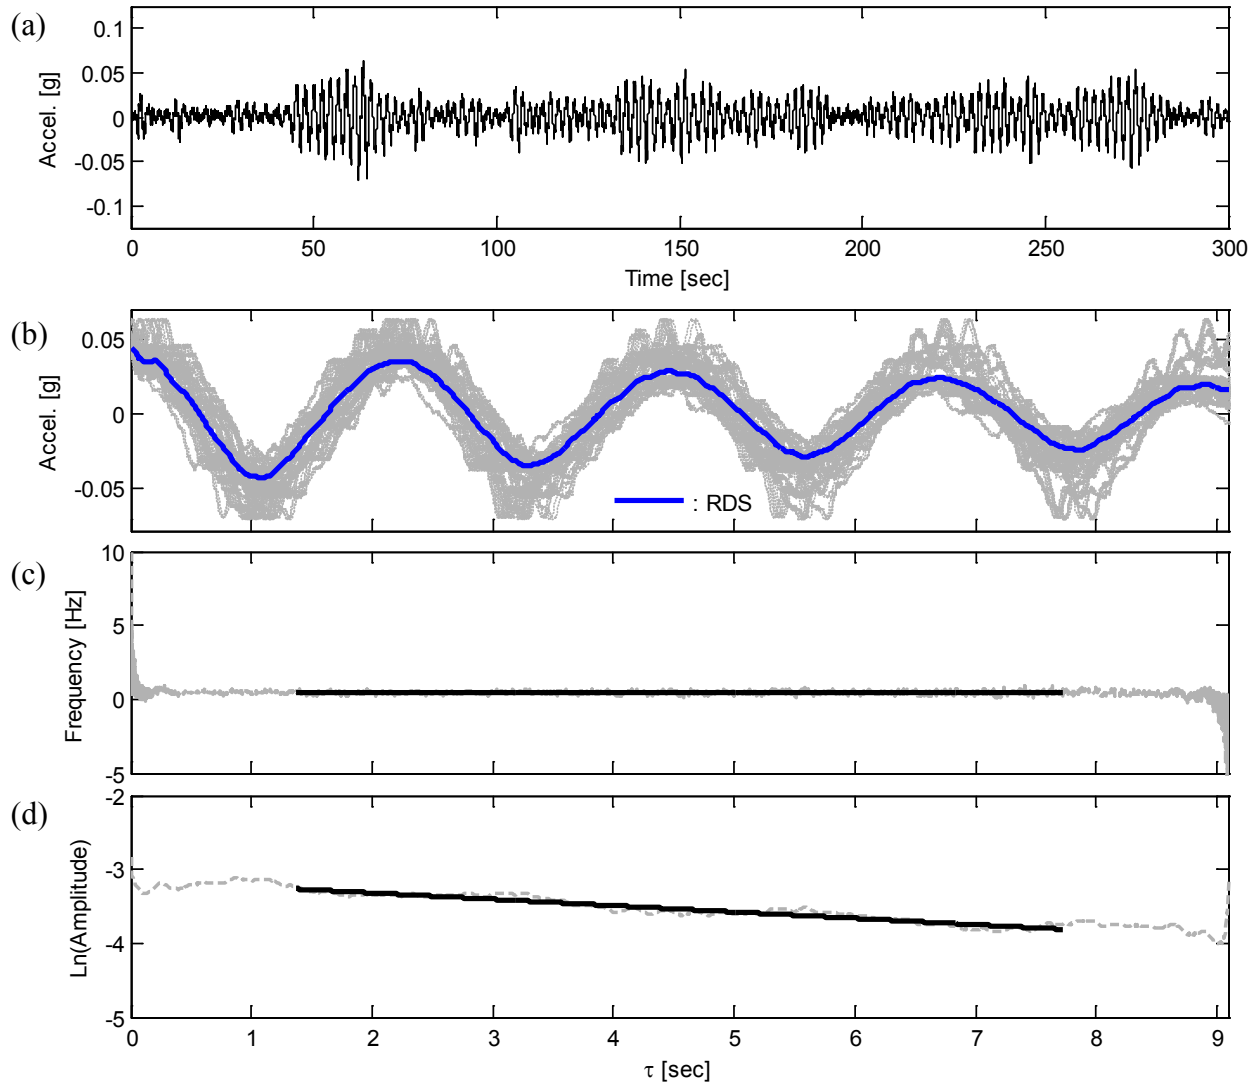 (a)
0.1
0.05
0
-0.05
-0.1
Accel. [g]
0 50 100 150 200 250 300
Time [sec]
(b)
0.05
0
-0.05
Accel. [g]
: RDS
(c)
10
5
0
-5
Frequency [Hz]
(d)
-2
-3
-4
-5
Ln(Amplitude)
0 1 2 3 4 5 6 7 8 9
τ [sec]